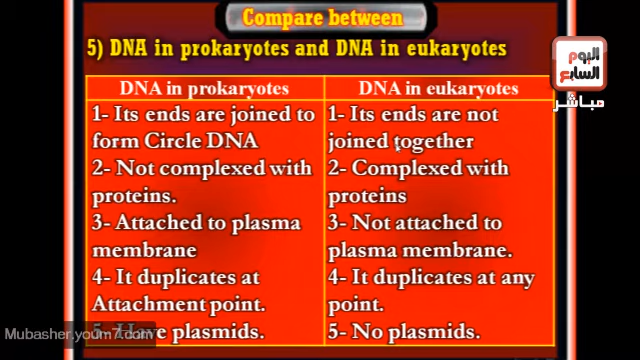 Compare between
5) DNA in prokaryotes and DNA in eukaryotes
اليوم
السابع
مباشر
DNA in prokaryotes
DNA in eukaryotes
1- Its ends are joined to
form Circle DNA
1- Its ends are not
joined together
2- Not complexed with
proteins.
2- Complexed with
proteins
3- Attached to plasma
membrane
3- Not attached to
plasma membrane.
4- It duplicates at
Attachment point.
4- It duplicates at any
point.
5- Have plasmids.
5- No plasmids.
Mubasher.youm7.com